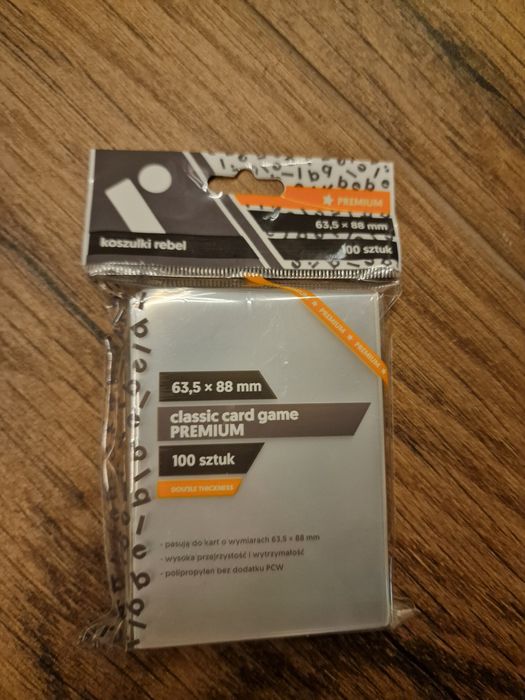 PREMIUM
63,5 × 88 mm
100 sztuk
koszulki rebel
PREMIUM
PREMIUM
PREMIUM
63,5 × 88 mm
classic card game
PREMIUM
100 sztuk
DOUBLE THICKNESS
- pasują do kart o wymiarach 63,5 × 88 mm
- wysoka przejrzystość i wytrzymałość
- polipropylen bez dodatku PCW